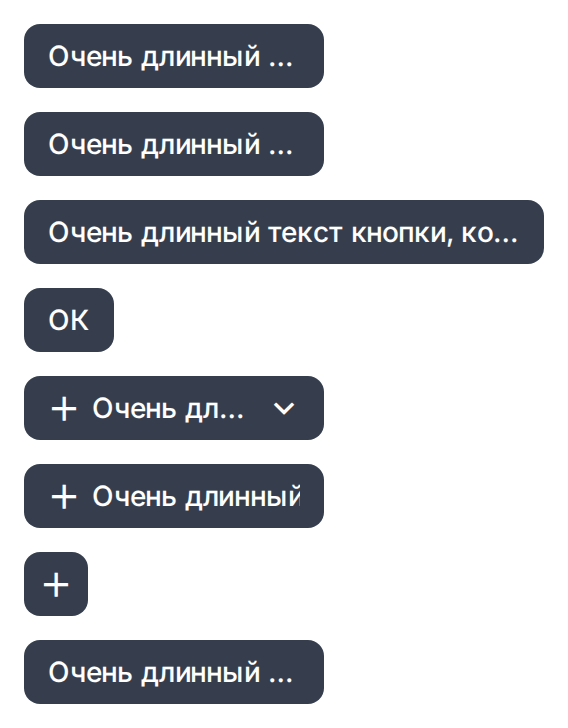 Очень длинный ...
Очень длинный ...
Очень длинный текст кнопки, ко...
ОК
Очень дл...
Очень длинный
Очень длинный ...